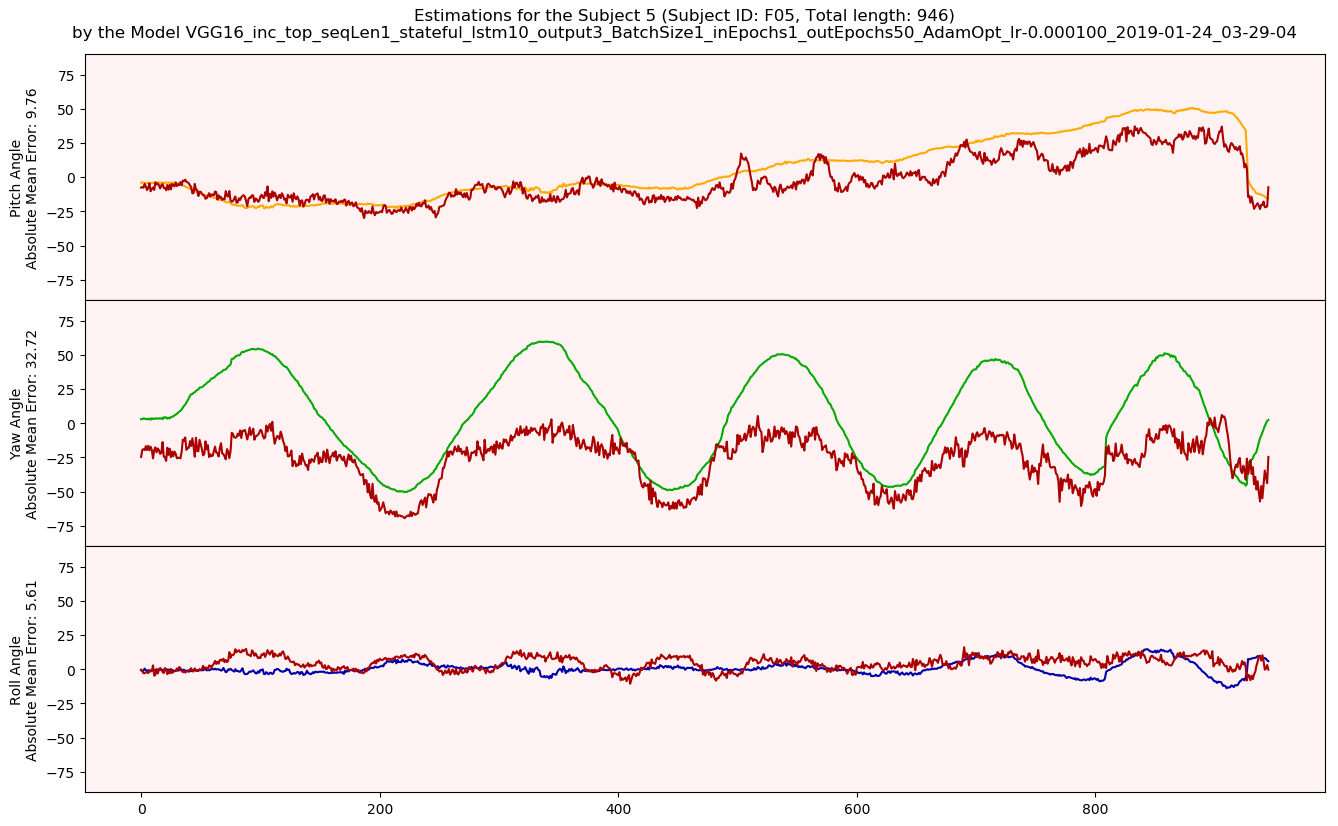 Estimations for the Subject 5 (Subject ID: F05, Total length: 946)
by the Model VGG16_inc_top_seqLen1_stateful_lstm10_output3_BatchSize1_inEpochs1_outEpochs50_AdamOpt_lr-0.000100_2019-01-24_03-29-04
Pitch Angle
Absolute Mean Error: 9.76
75
50
25
0
−25
−50
−75
Yaw Angle
Absolute Mean Error: 32.72
75
50
25
0
−25
−50
−75
Roll Angle
Absolute Mean Error: 5.61
75
50
25
0
−25
−50
−75
0 200 400 600 800